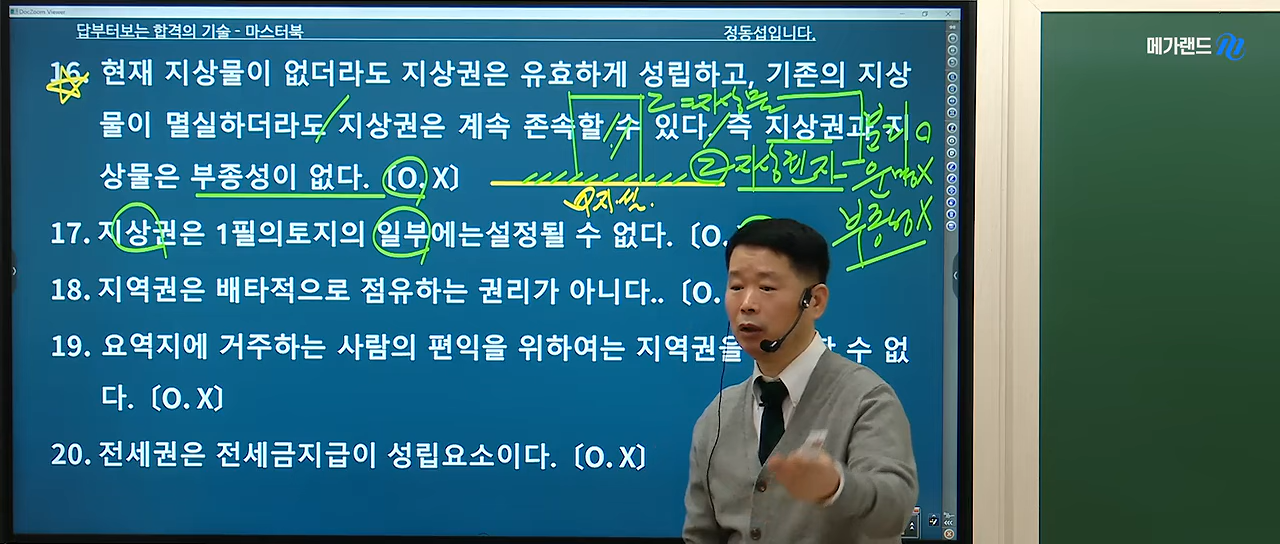 DocZoom Viewer
답부터보는 합격의 기술 - 마스터북
정동섭입니다.
메가랜드
16. 현재 지상물이 없더라도 지상권은 유효하게 성립하고, 기존의 지상
물이 멸실하더라도 지상권은 계속 존속할 수 있다. 즉 지상권과 지
상물은 부종성이 없다. 〔O. X〕
2 지상권자
부종성X
17. 지상권은 1필의토지의 일부에는설정될 수 없다. 〔O.
18. 지역권은 배타적으로 점유하는 권리가 아니다.. 〔O.
19. 요역지에 거주하는 사람의 편익을 위하여는 지역권을 수 없
다. 〔O. X〕
20. 전세권은 전세금지급이 성립요소이다. 〔O. X〕